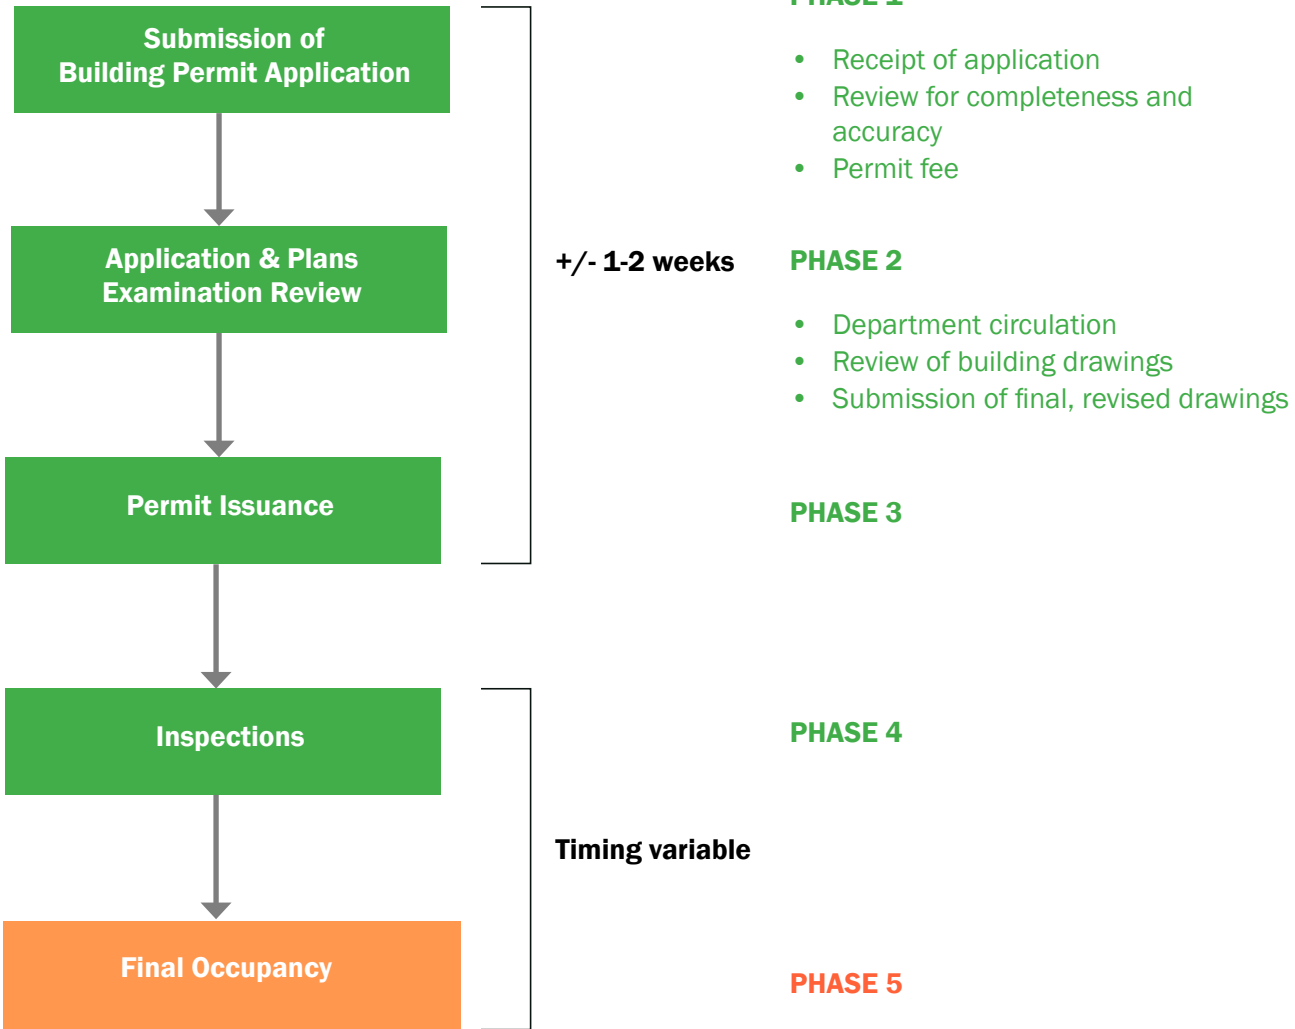 PHASE 1
Submission of
Building Permit Application
• Receipt of application
• Review for completeness and
accuracy
• Permit fee
Application & Plans
Examination Review
+/- 1-2 weeks
PHASE 2
• Department circulation
• Review of building drawings
• Submission of final, revised drawings
Permit Issuance
PHASE 3
Inspections
PHASE 4
Timing variable
Final Occupancy
PHASE 5